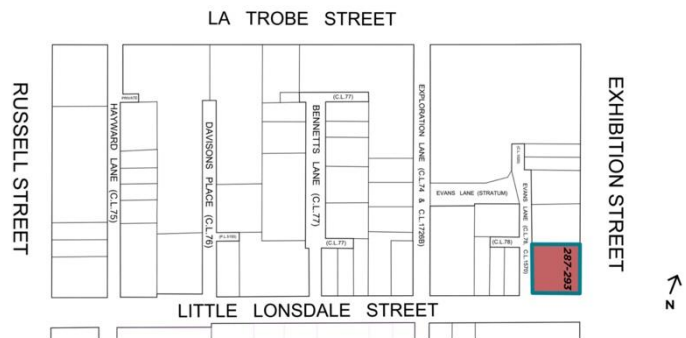 LA TROBE STREET
RUSSELL STREET
HAYWARD LANE (C.L.75)
DAVISONS PLACE (C.L.76)
(C.L.77)
BENNETTS LANE (C.L.77)
(C.L.77)
EXPLORATION LANE (C.L.74 & C.L.1726B)
EVANS LANE (STRATUM)
(C.L.78)
EVANS LANE (C.L.78, C.L.1570)
287-293
EXHIBITION STREET
LITTLE LONSDALE STREET
N